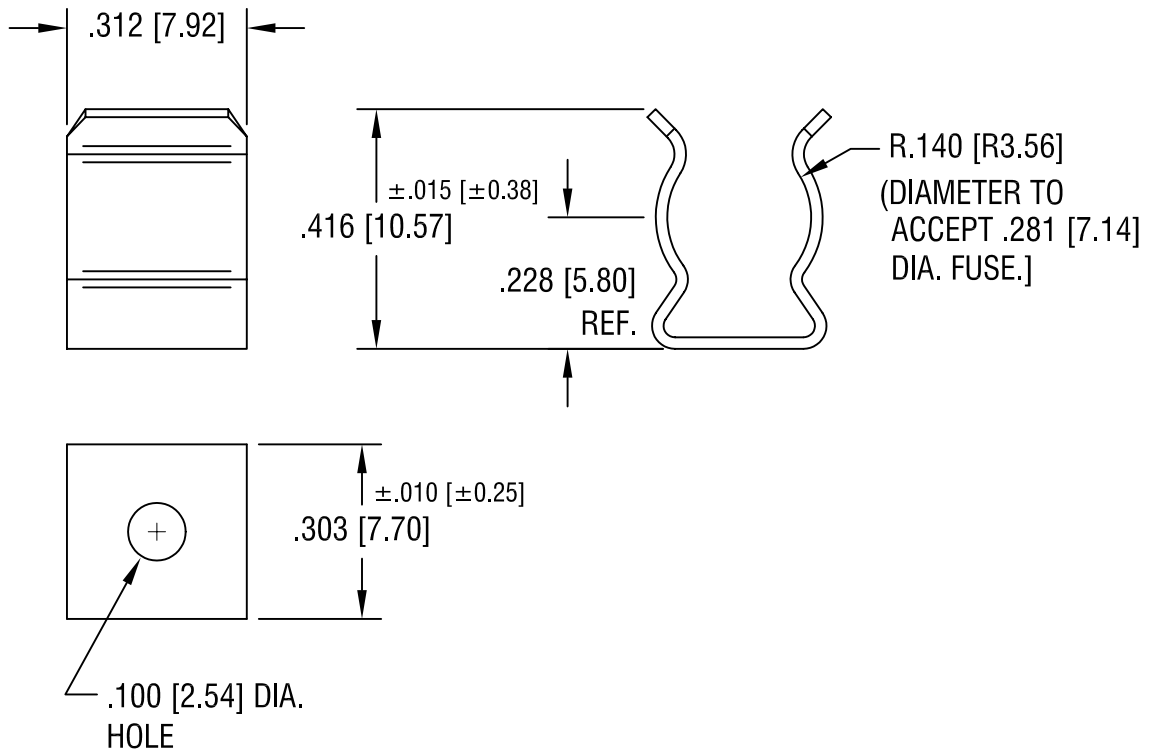 .312 [7.92]
±.015 [±0.38]
.416 [10.57]
.228 [5.80]
REF.
R.140 [R3.56]
(DIAMETER TO
ACCEPT .281 [7.14]
DIA. FUSE.]
±.010 [±0.25]
.303 [7.70]
.100 [2.54] DIA.
HOLE